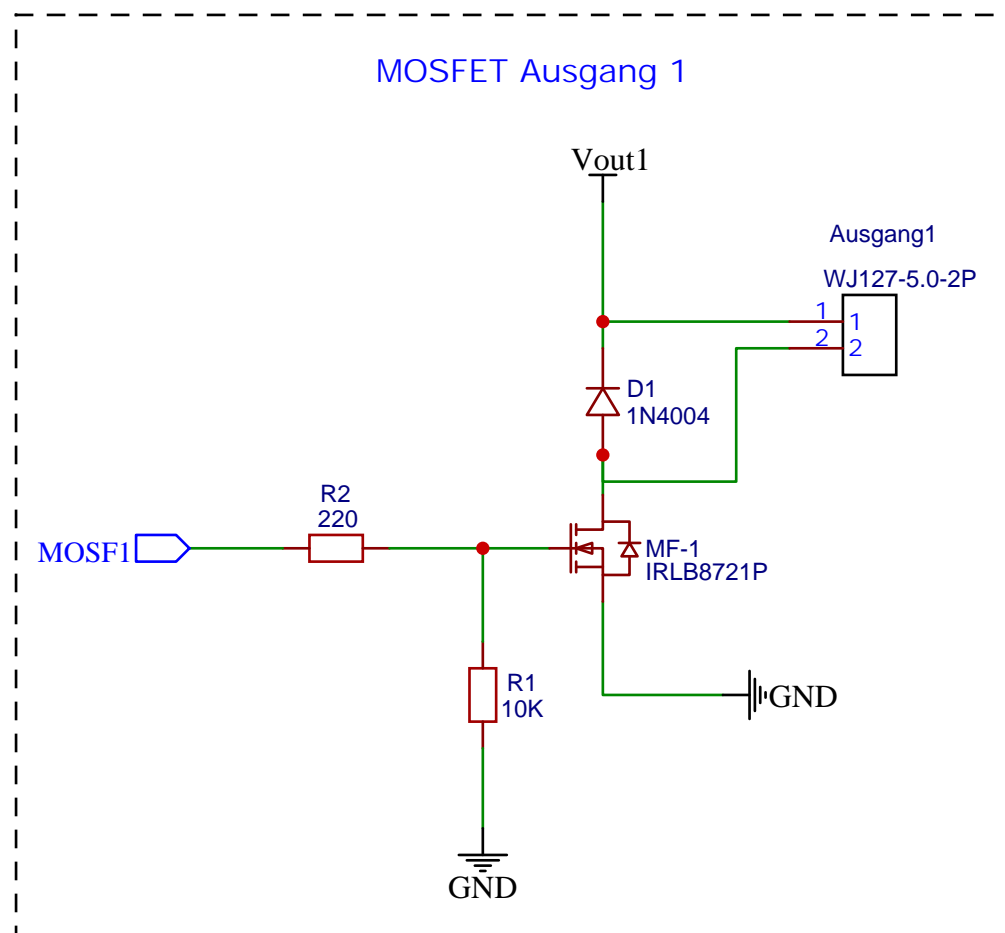 MOSFET Ausgang 1
Vout1
Ausgang1
WJ127-5.0-2P
1 1
2 2
D1
1N4004
R2
220
MOSF1
MF-1
IRLB8721P
R1
10K
GND
GND